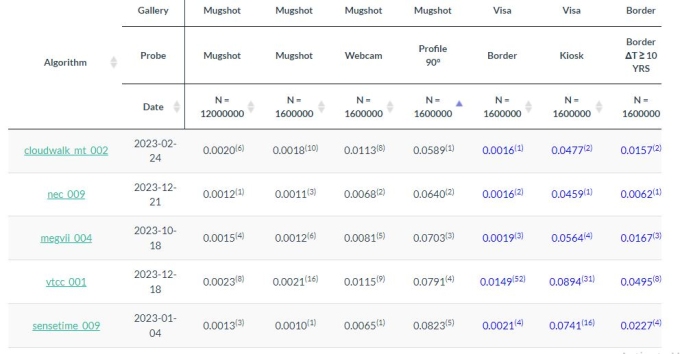 Gallery Mugshot Mugshot Mugshot Mugshot Visa Visa Border
Algorithm Probe Mugshot Mugshot Webcam Profile 90° Border Kiosk Border ΔT ≥ 10 YRS
Date N = 12000000 N = 1600000 N = 1600000 N = 1600000 N = 1600000 N = 1600000 N = 1600000
cloudwalk_mt_002 2023-02-24 0.0020(6) 0.0018(10) 0.0113(8) 0.0589(1) 0.0016(1) 0.0477(2) 0.0157(2)
nec_009 2023-12-21 0.0012(1) 0.0011(3) 0.0068(2) 0.0640(2) 0.0016(2) 0.0459(1) 0.0062(1)
megvii_004 2023-10-18 0.0015(4) 0.0012(6) 0.0081(5) 0.0703(3) 0.0019(3) 0.0564(4) 0.0167(3)
vtcc_001 2023-12-18 0.0023(8) 0.0021(16) 0.0115(9) 0.0791(4) 0.0149(52) 0.0894(31) 0.0495(8)
sensetime_009 2023-01-04 0.0013(3) 0.0010(1) 0.0065(1) 0.0823(5) 0.0021(4) 0.0741(16) 0.0227(4)